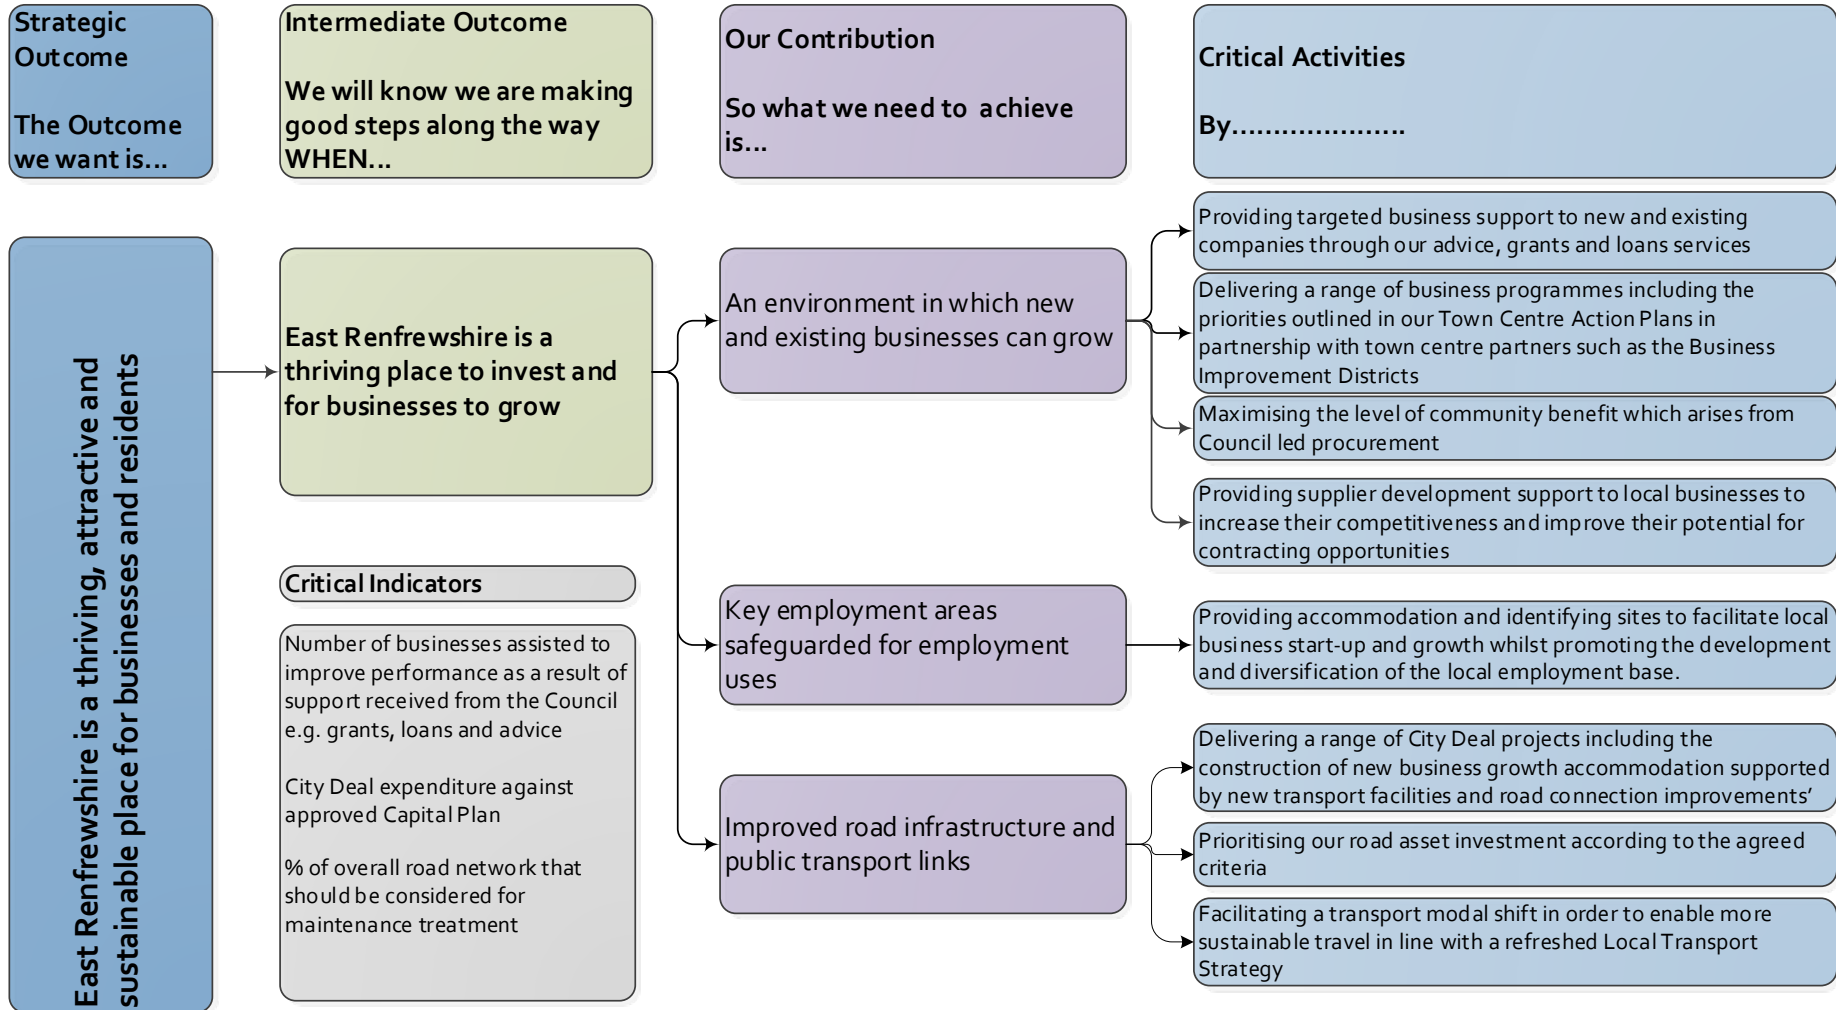 Strategic
Outcome
The Outcome
we want is...
Intermediate Outcome
We will know we are making
good steps along the way
WHEN...
Our Contribution
So what we need to achieve
is...
Critical Activities
By.....................
East Renfrewshire is a thriving, attractive and
sustainable place for businesses and residents
East Renfrewshire is a
thriving place to invest and
for businesses to grow
Critical Indicators
Number of businesses assisted to
improve performance as a result of
support received from the Council
e.g. grants, loans and advice
City Deal expenditure against
approved Capital Plan
% of overall road network that
should be considered for
maintenance treatment
An environment in which new
and existing businesses can grow
Providing targeted business support to new and existing
companies through our advice, grants and loans services
Delivering a range of business programmes including the
priorities outlined in our Town Centre Action Plans in
partnership with town centre partners such as the Business
Improvement Districts
Maximising the level of community benefit which arises from
Council led procurement
Providing supplier development support to local businesses to
increase their competitiveness and improve their potential for
contracting opportunities
Key employment areas
safeguarded for employment
uses
Providing accommodation and identifying sites to facilitate local
business start-up and growth whilst promoting the development
and diversification of the local employment base.
Improved road infrastructure and
public transport links
Delivering a range of City Deal projects including the
construction of new business growth accommodation supported
by new transport facilities and road connection improvements’
Prioritising our road asset investment according to the agreed
criteria
Facilitating a transport modal shift in order to enable more
sustainable travel in line with a refreshed Local Transport
Strategy